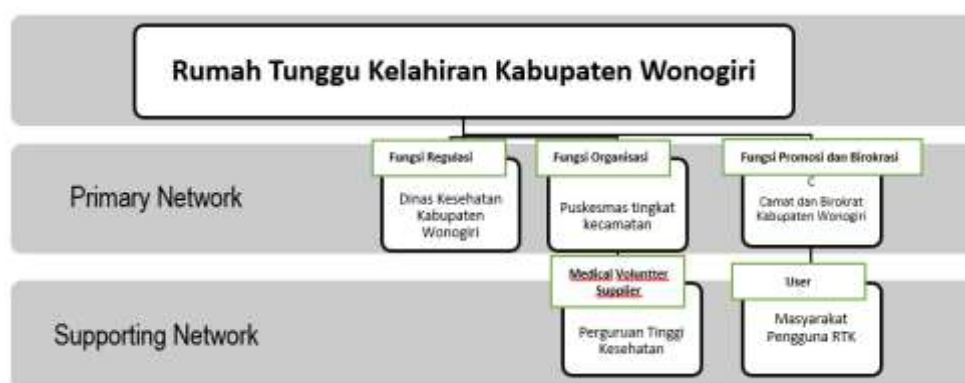 Rumah Tunggu Kelahiran Kabupaten Wonogiri
Primary Network
Fungsi Regulasi
Dinas Kesehatan
Kabupaten
Wonogiri
Fungsi Organisasi
Puskesmas tingkat
kecamatan
Fungsi Promosi dan Birokrasi
C
Camat dan Birokrat
Kabupaten Wonogiri
Supporting Network
Medical Voluntter
Supplier
Perguruan Tinggi
Kesehatan
User
Masyarakat
Pengguna RTK